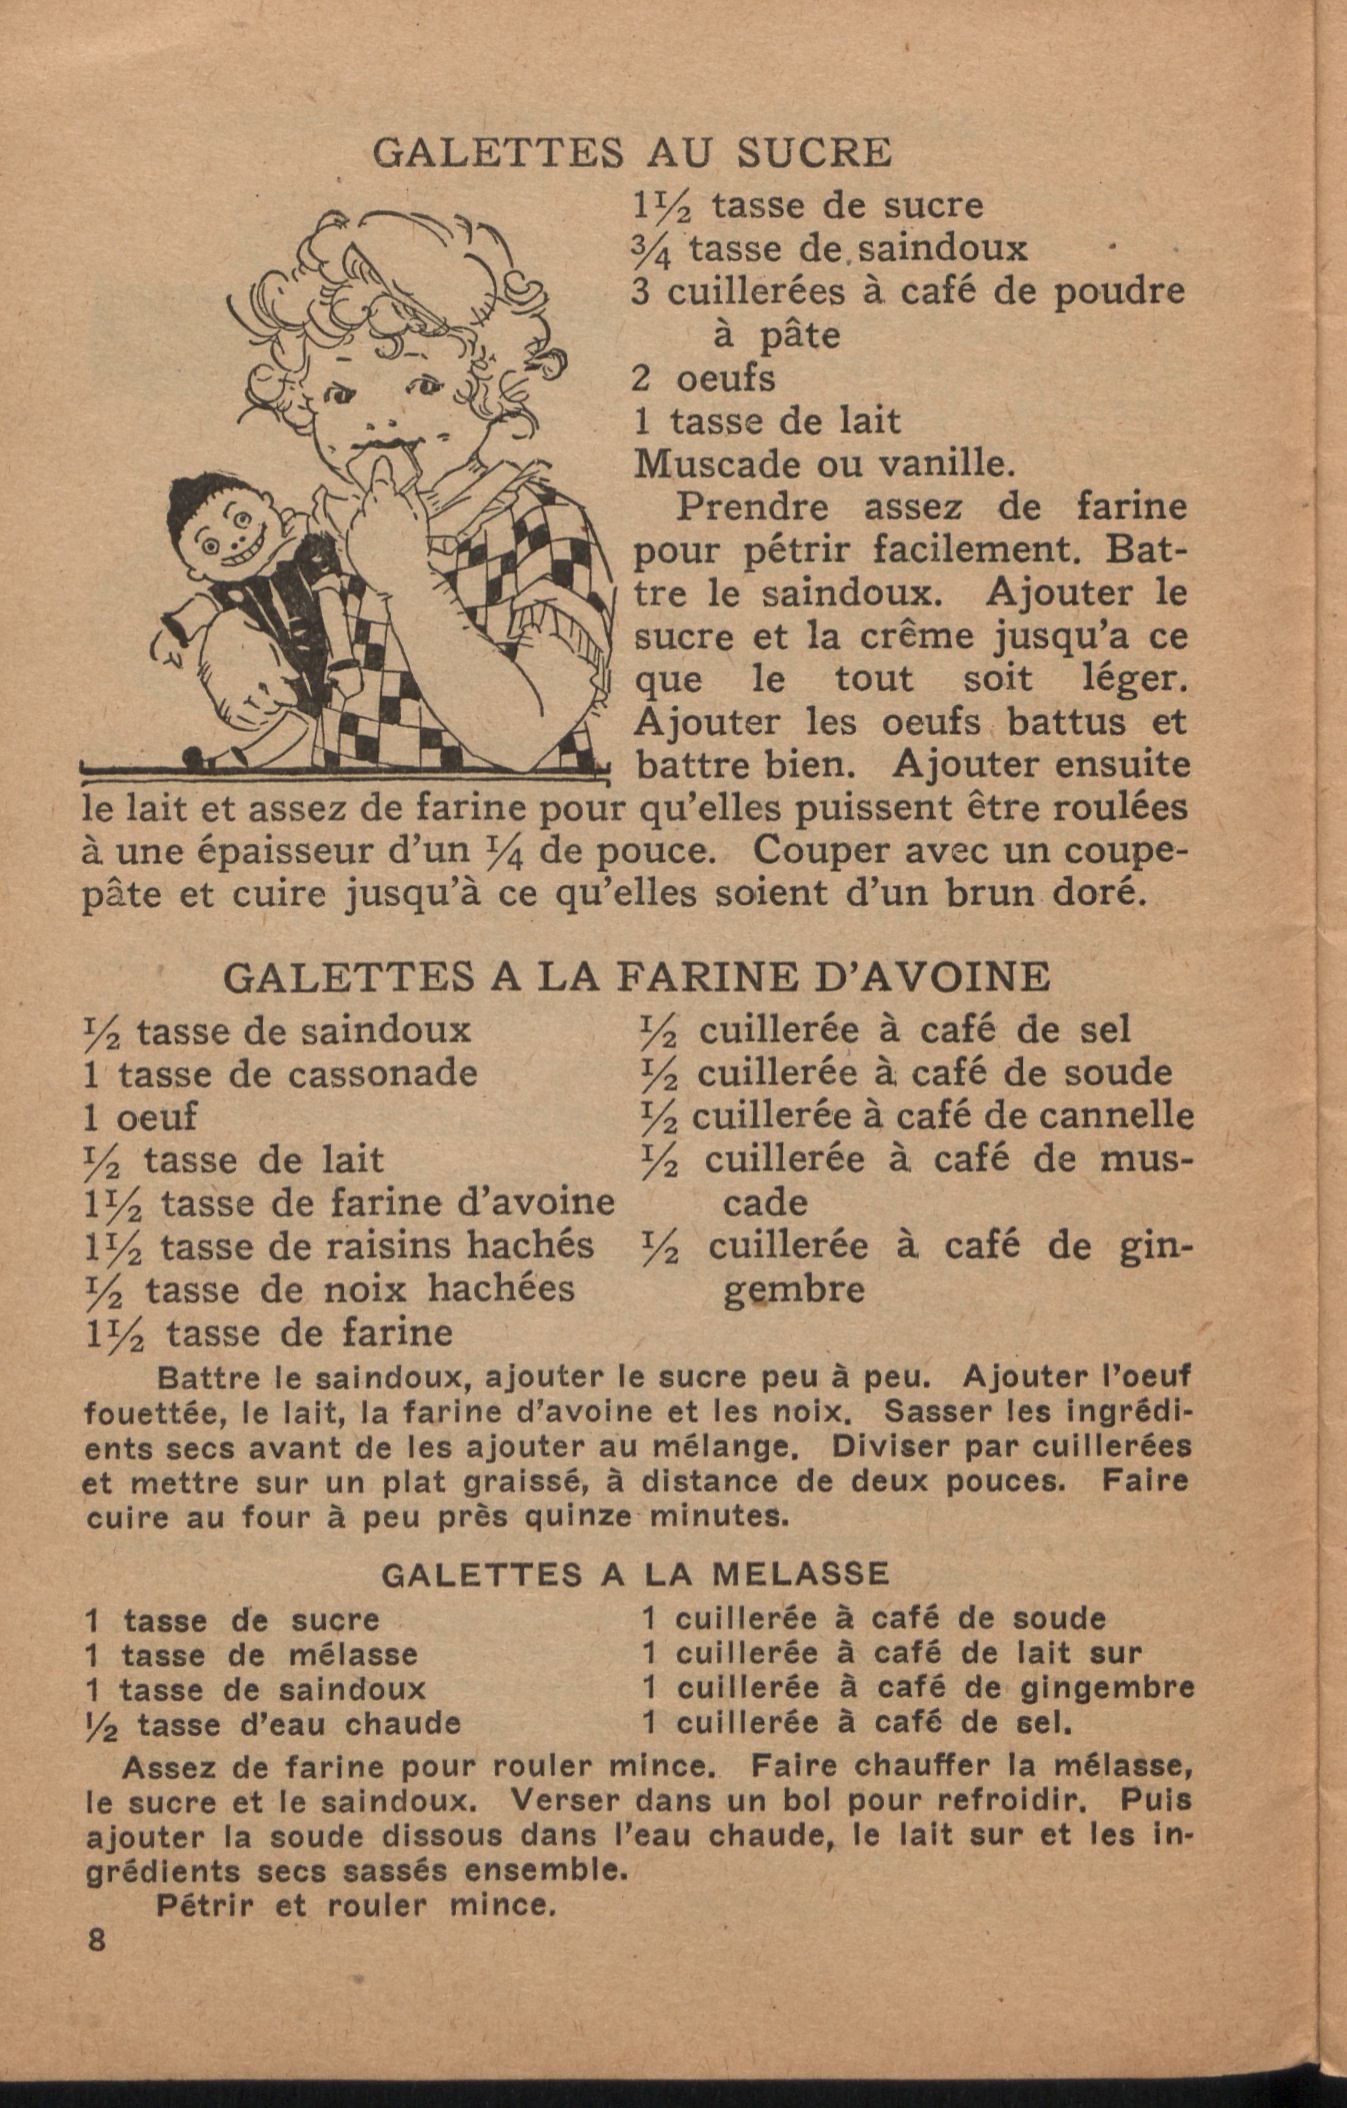 GALETTES AU SUCRE
1½ tasse de sucre
¾ tasse de saindoux
3 cuillerées à café de poudre
à pâte
2 oeufs
1 tasse de lait
Muscade ou vanille.
Prendre assez de farine
pour pétrir facilement. Bat-
tre le saindoux. Ajouter le
sucre et la crême jusqu'a ce
que le tout soit léger.
Ajouter les oeufs battus et
battre bien. Ajouter ensuite
le lait et assez de farine pour qu'elles puissent être roulées
à une épaisseur d'un ¼ de pouce. Couper avec un coupe-
pâte et cuire jusqu'à ce qu'elles soient d'un brun doré.
GALETTES A LA FARINE D'AVOINE
½ tasse de saindoux
1 tasse de cassonade
1 oeuf
½ tasse de lait
1½ tasse de farine d'avoine
1½ tasse de raisins hachés
½ tasse de noix hachées
1½ tasse de farine
½ cuillerée à café de sel
½ cuillerée à café de soude
½ cuillerée à café de cannelle
½ cuillerée à café de mus-
cade
½ cuillerée à café de gin-
gembre
Battre le saindoux, ajouter le sucre peu à peu. Ajouter l'oeuf
fouettée, le lait, la farine d'avoine et les noix. Sasser les ingrédi-
ents secs avant de les ajouter au mélange. Diviser par cuillerées
et mettre sur un plat graissé, à distance de deux pouces. Faire
cuire au four à peu près quinze minutes.
GALETTES A LA MELASSE
1 tasse de sucre
1 tasse de mélasse
1 tasse de saindoux
½ tasse d'eau chaude
1 cuillerée à café de soude
1 cuillerée à café de lait sur
1 cuillerée à café de gingembre
1 cuillerée à café de sel.
Assez de farine pour rouler mince. Faire chauffer la mélasse,
le sucre et le saindoux. Verser dans un bol pour refroidir. Puis
ajouter la soude dissous dans l'eau chaude, le lait sur et les in-
grédients secs sassés ensemble.
Pétrir et rouler mince.
8